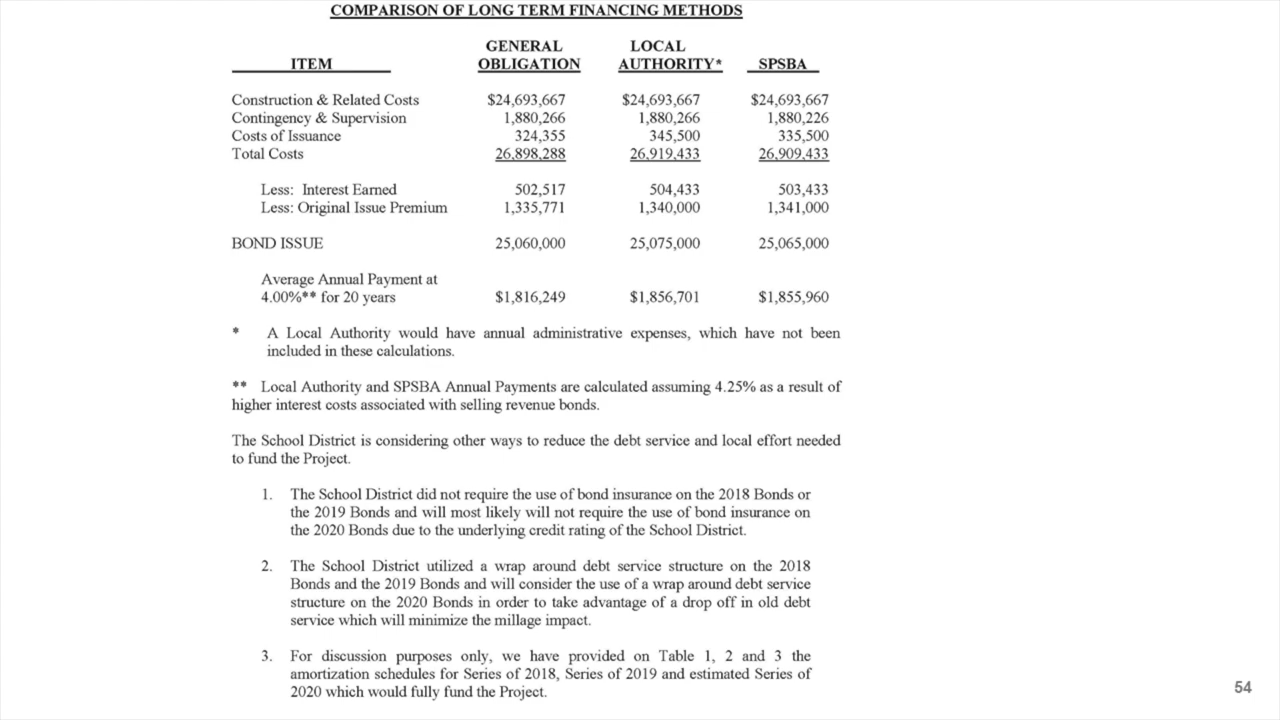 COMPARISON OF LONG TERM FINANCING METHODS
GENERAL LOCAL
ITEM OBLIGATION AUTHORITY* SPSBA
Construction & Related Costs $24,693,667 $24,693,667 $24,693,667
Contingency & Supervision 1,880,266 1,880,266 1,880,226
Costs of Issuance 324,355 345,500 335,500
Total Costs 26,898,288 26,919,433 26,909,433
Less: Interest Earned 502,517 504,433 503,433
Less: Original Issue Premium 1,335,771 1,340,000 1,341,000
BOND ISSUE 25,060,000 25,075,000 25,065,000
Average Annual Payment at
4.00%** for 20 years $1,816,249 $1,856,701 $1,855,960
* A Local Authority would have annual administrative expenses, which have not been
included in these calculations.
** Local Authority and SPSBA Annual Payments are calculated assuming 4.25% as a result of
higher interest costs associated with selling revenue bonds.
The School District is considering other ways to reduce the debt service and local effort needed
to fund the Project.
1. The School District did not require the use of bond insurance on the 2018 Bonds or
the 2019 Bonds and will most likely will not require the use of bond insurance on
the 2020 Bonds due to the underlying credit rating of the School District.
2. The School District utilized a wrap around debt service structure on the 2018
Bonds and the 2019 Bonds and will consider the use of a wrap around debt service
structure on the 2020 Bonds in order to take advantage of a drop off in old debt
service which will minimize the millage impact.
3. For discussion purposes only, we have provided on Table 1, 2 and 3 the
amortization schedules for Series of 2018, Series of 2019 and estimated Series of
2020 which would fully fund the Project.
54